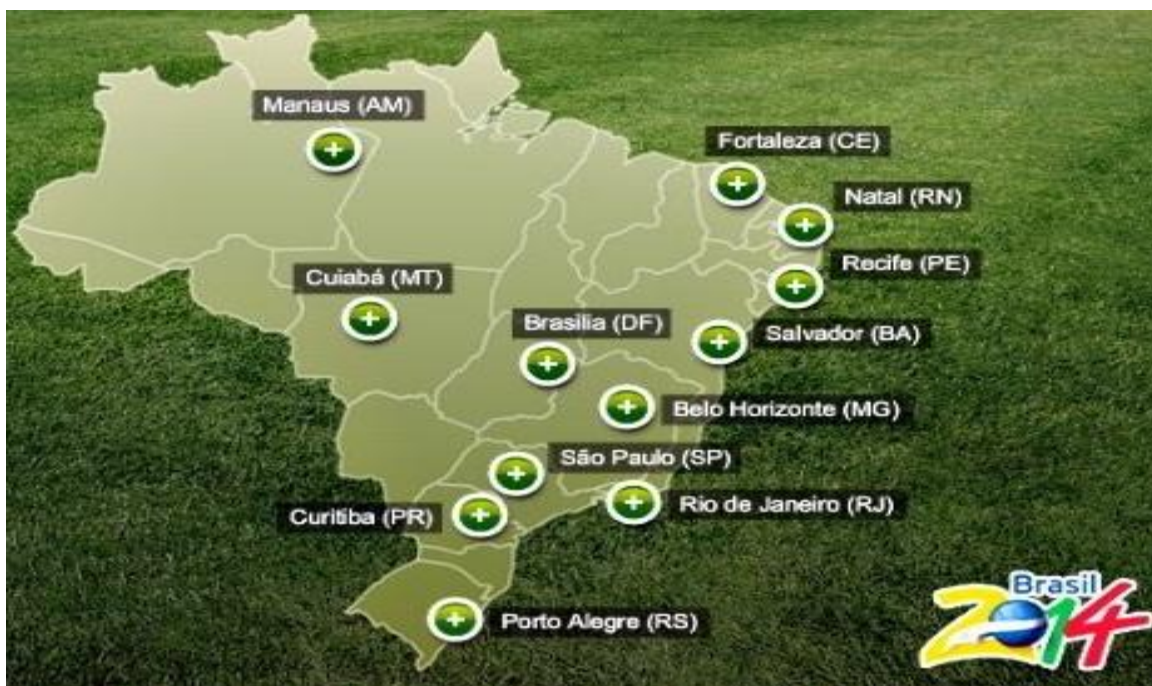 Manaus (AM)
Fortaleza (CE)
Natal (RN)
Recife (PE)
Cuiabá (MT)
Brasília (DF)
Salvador (BA)
Belo Horizonte (MG)
São Paulo (SP)
Rio de Janeiro (RJ)
Curitiba (PR)
Porto Alegre (RS)
Brasil
2014